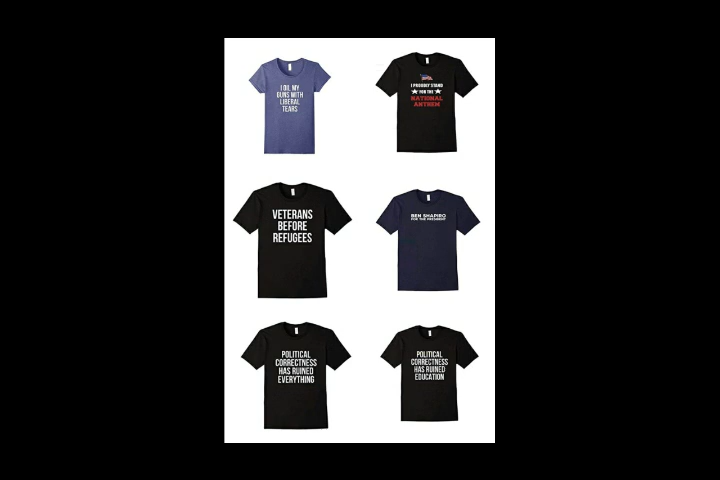 I OIL MY
GUNS WITH
LIBERAL
TEARS
I PROUDLY STAND
FOR THE
NATIONAL
ANTHEM
VETERANS
BEFORE
REFUGEES
BEN SHAPIRO
FOR THE PRESIDENT
POLITICAL
CORRECTNESS
HAS RUINED
EVERYTHING
POLITICAL
CORRECTNESS
HAS RUINED
EDUCATION